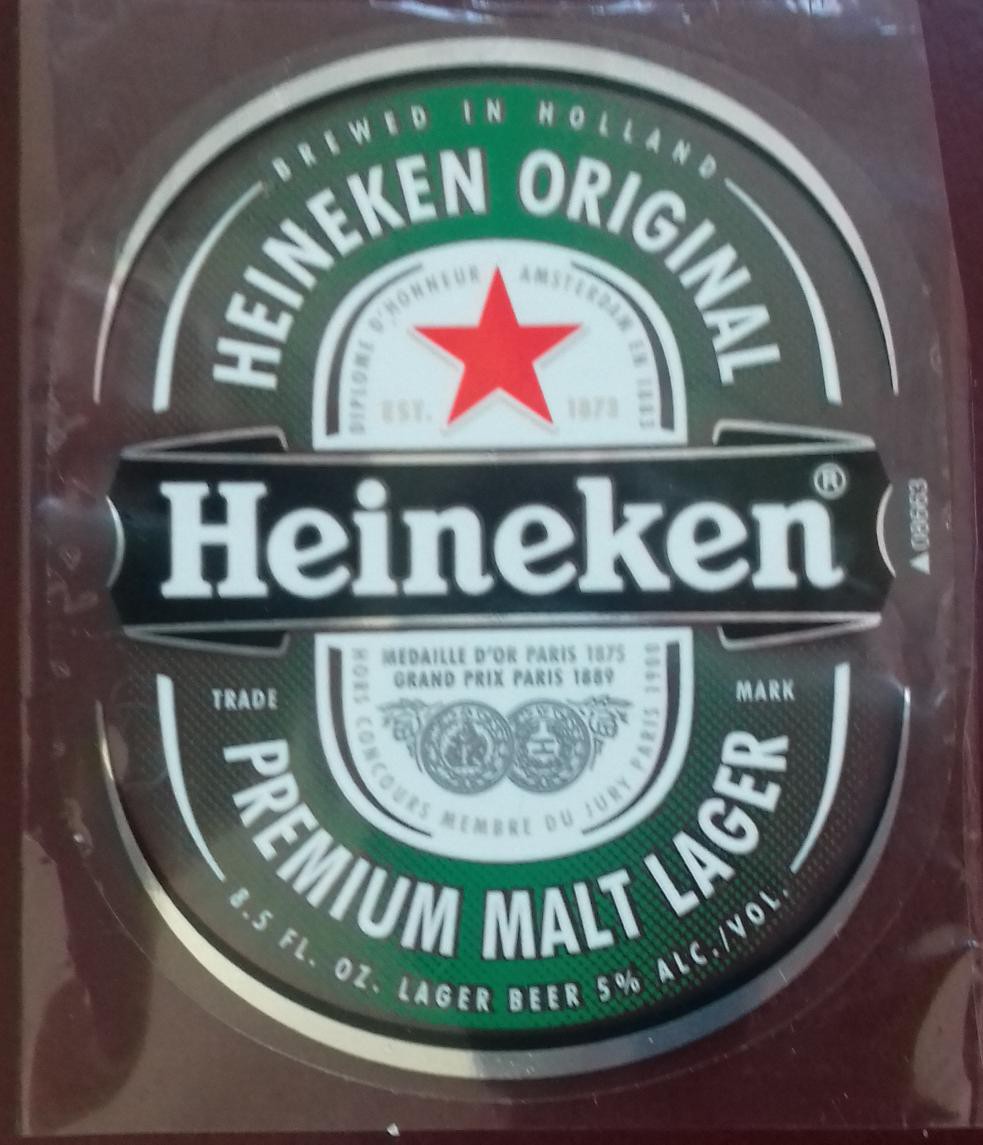 BREWED IN HOLLAND
HEINEKEN ORIGINAL
DIPLOME D'HONNEUR AMSTERDAM EN 1883
EST. 1873
Heineken®
▲03663
MEDAILLE D'OR PARIS 1875
GRAND PRIX PARIS 1889
HORS CONCOURS MEMBRE DU JURY PARIS 1900
TRADE MARK
PREMIUM MALT LAGER
8.5 FL. OZ. LAGER BEER 5% ALC./VOL.